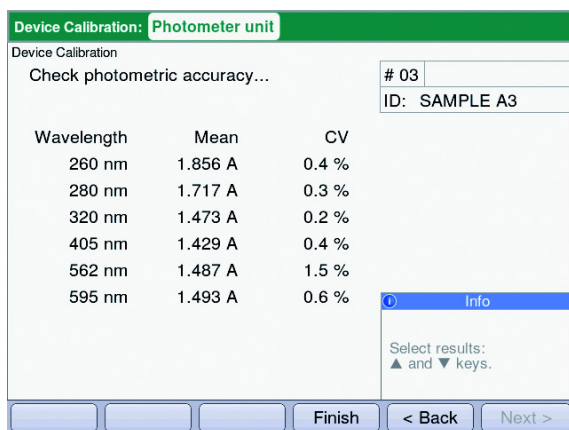 Device Calibration: Photometer unit
Device Calibration
Check photometric accuracy...
# 03
ID: SAMPLE A3
Wavelength Mean CV
260 nm 1.856 A 0.4 %
280 nm 1.717 A 0.3 %
320 nm 1.473 A 0.2 %
405 nm 1.429 A 0.4 %
562 nm 1.487 A 1.5 %
595 nm 1.493 A 0.6 %
i Info
Select results:
▲ and ▼ keys.
Finish < Back Next >